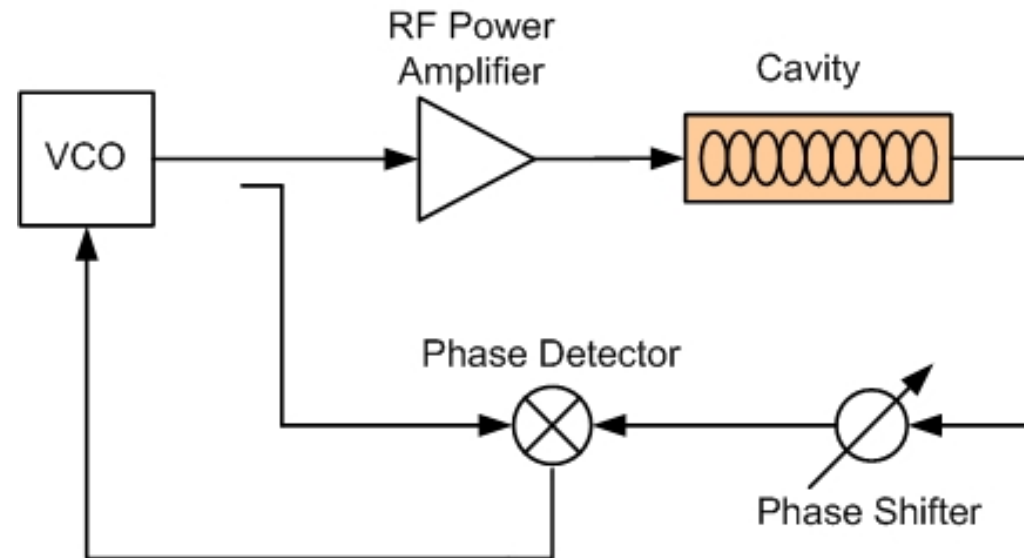 RF Power
Amplifier
Cavity
VCO
Phase Detector
Phase Shifter